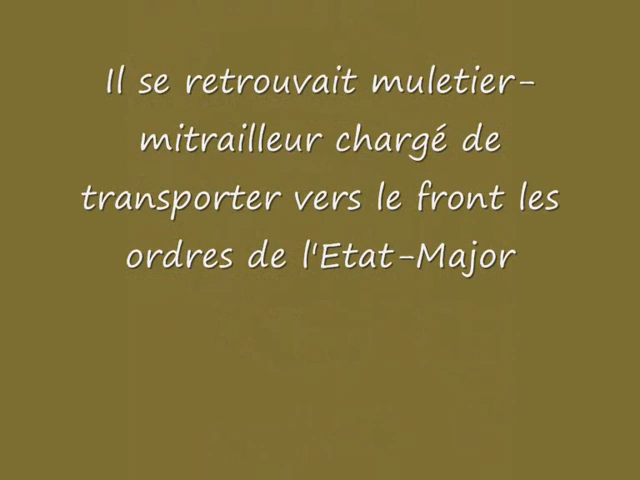 Il se retrouvait muletier-
mitrailleur chargé de
transporter vers le front les
ordres de l'Etat-Major